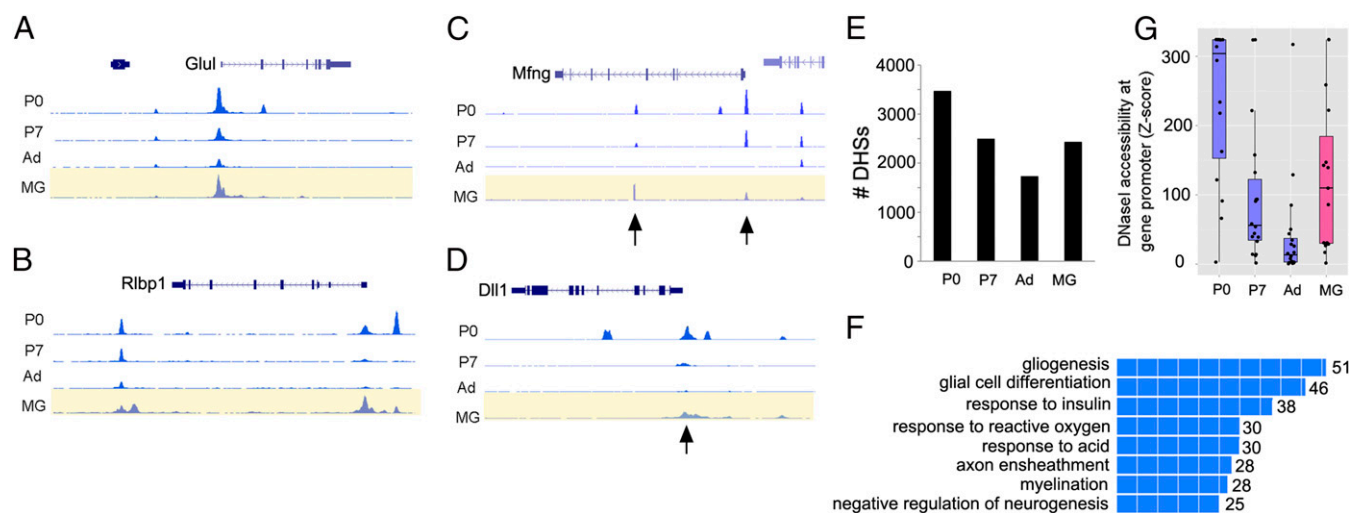 A
Glul
P0
P7
Ad
MG
B
Rlbp1
P0
P7
Ad
MG
C
Mfng
P0
P7
Ad
MG
D
Dll1
P0
P7
Ad
MG
E
# DHSs
4000
3000
2000
1000
0
P0 P7 Ad MG
G
DNaseI accessibility at
gene promoter (Z-score)
300
200
100
0
P0 P7 Ad MG
F
gliogenesis 51
glial cell differentiation 46
response to insulin 38
response to reactive oxygen 30
response to acid 30
axon ensheathment 28
myelination 28
negative regulation of neurogenesis 25